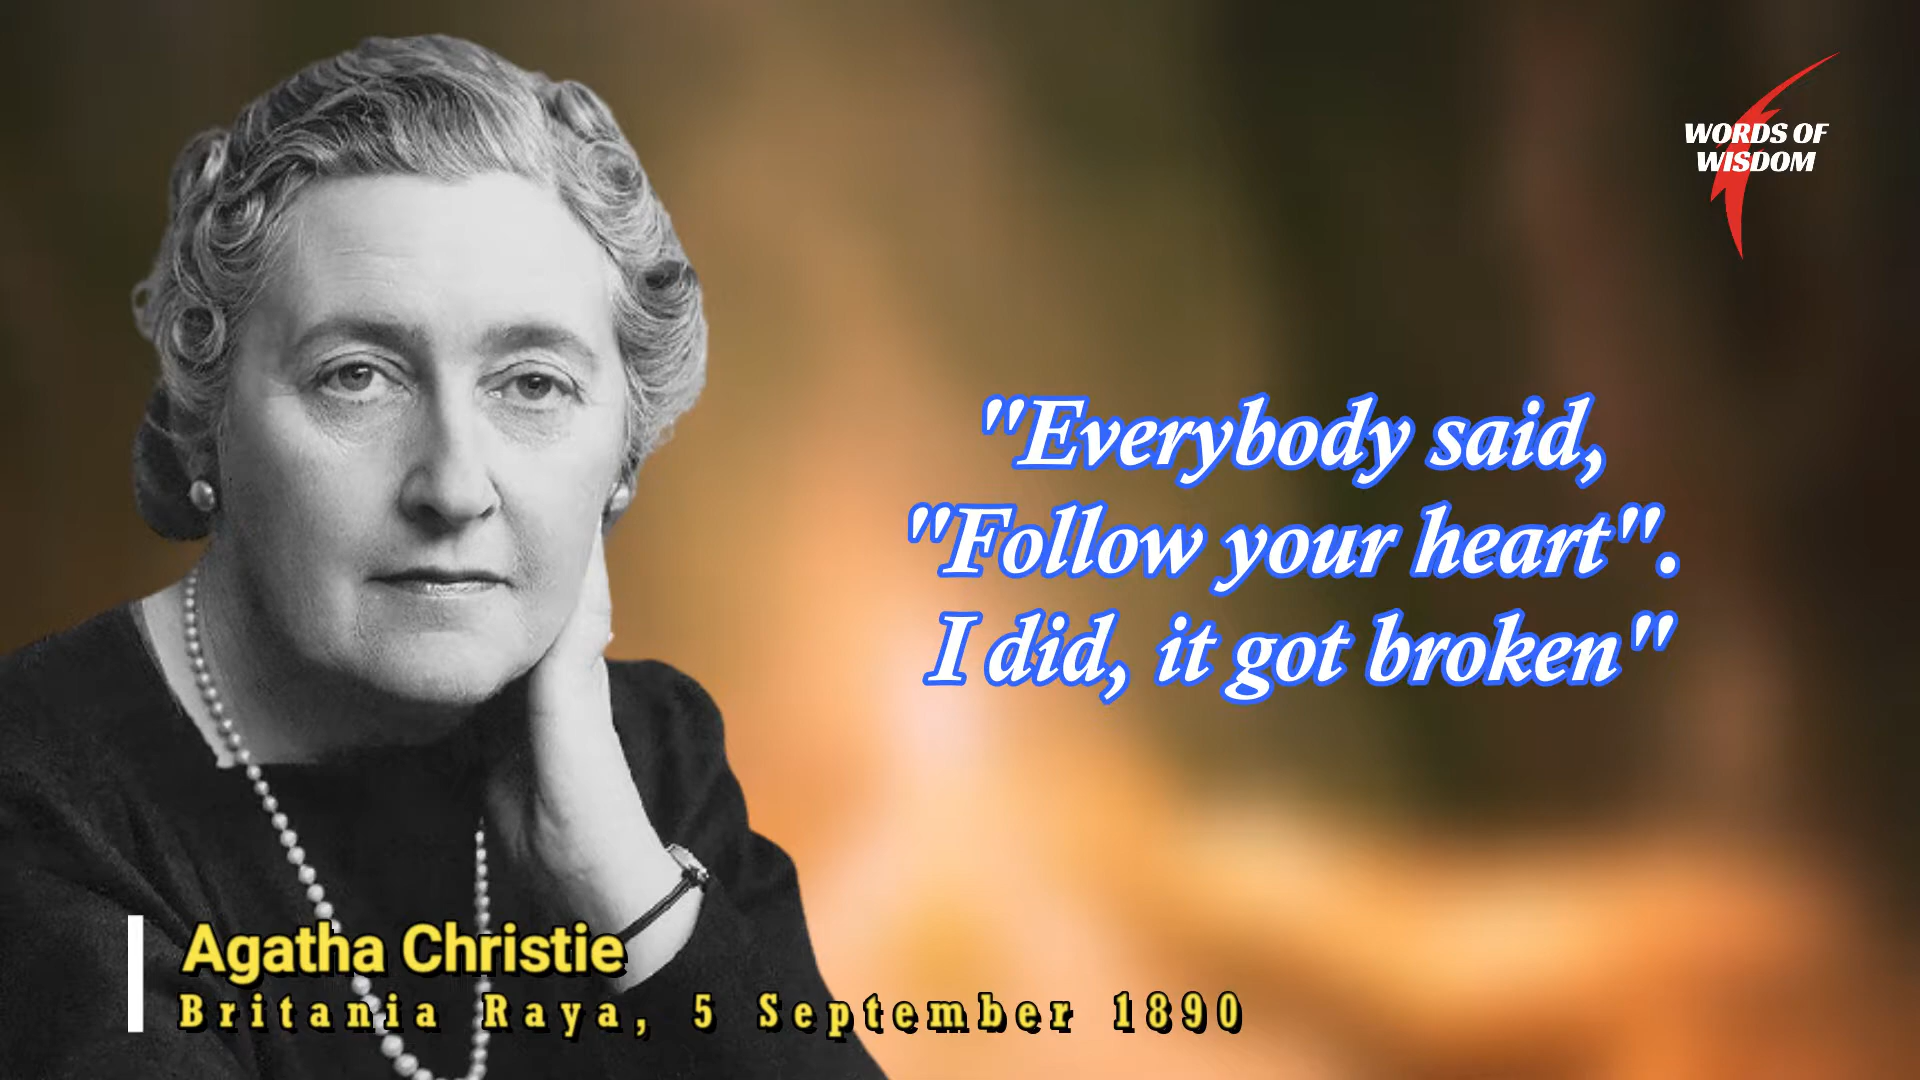 WORDS OF
WISDOM
"Everybody said,
"Follow your heart".
I did, it got broken"
Agatha Christie
Britania Raya, 5 September 1890